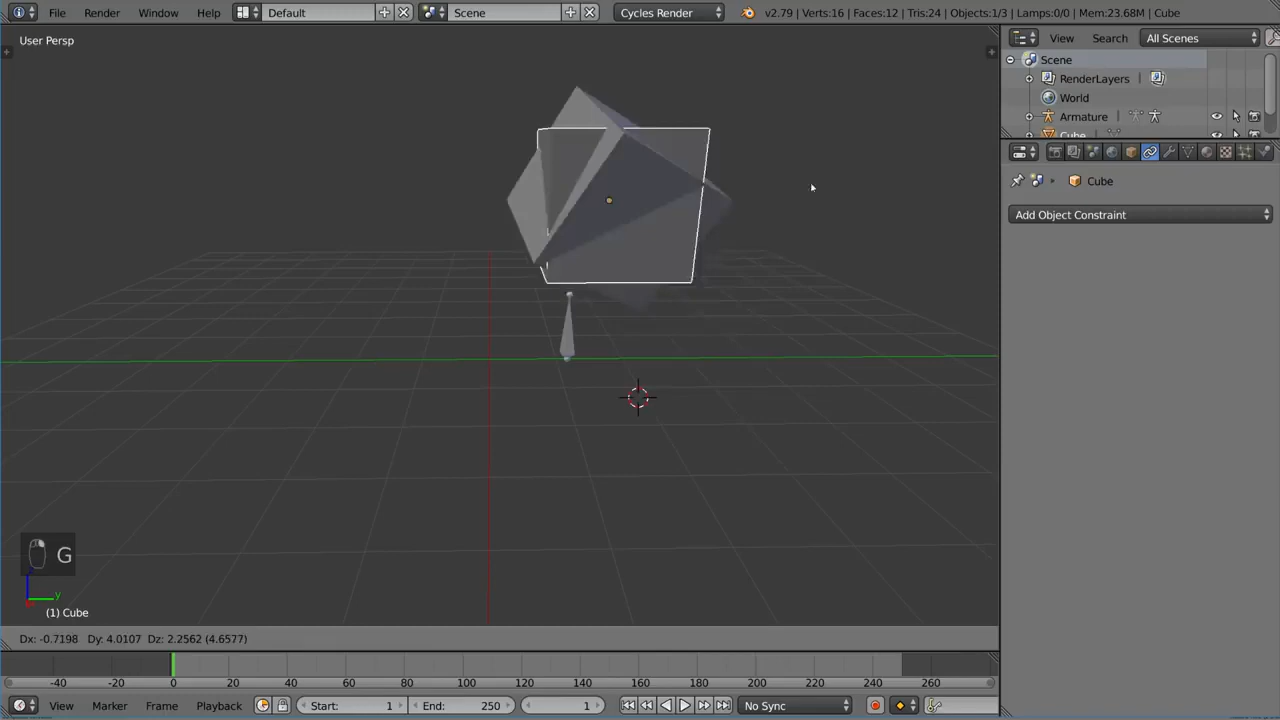 File Render Window Help Default Scene Cycles Render v2.79 | Verts:16 | Faces:12 | Tris:24 | Objects:1/3 | Lamps:0/0 | Mem:23.68M | Cube
User Persp
View Search All Scenes
Scene
RenderLayers
World
Armature
Cube
Cube
Add Object Constraint
G
y
(1) Cube
Dx: -0.7198 Dy: 4.0107 Dz: 2.2562 (4.6577)
-40 -20 0 20 40 60 80 100 120 140 160 180 200 220 240 260
View Marker Frame Playback Start: 1 End: 250 1 No Sync